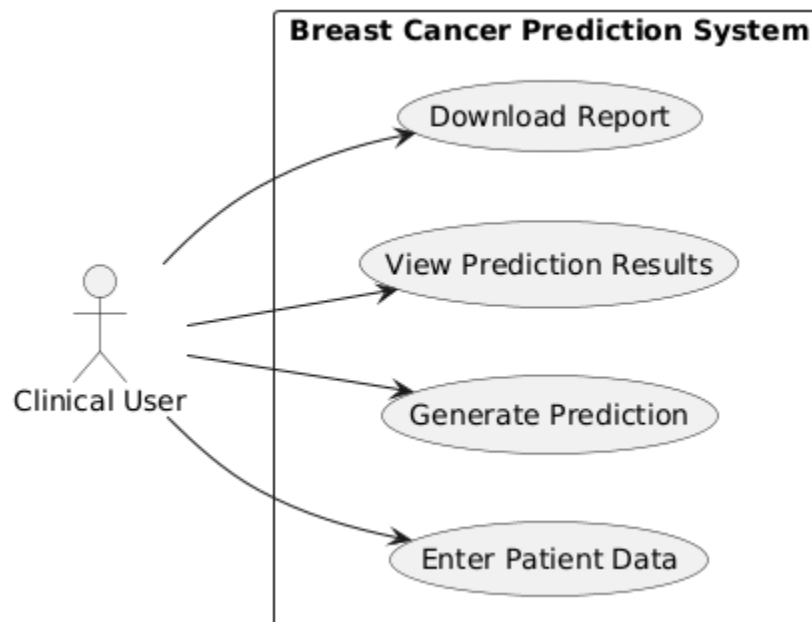 Breast Cancer Prediction System
Download Report
View Prediction Results
Clinical User
Generate Prediction
Enter Patient Data